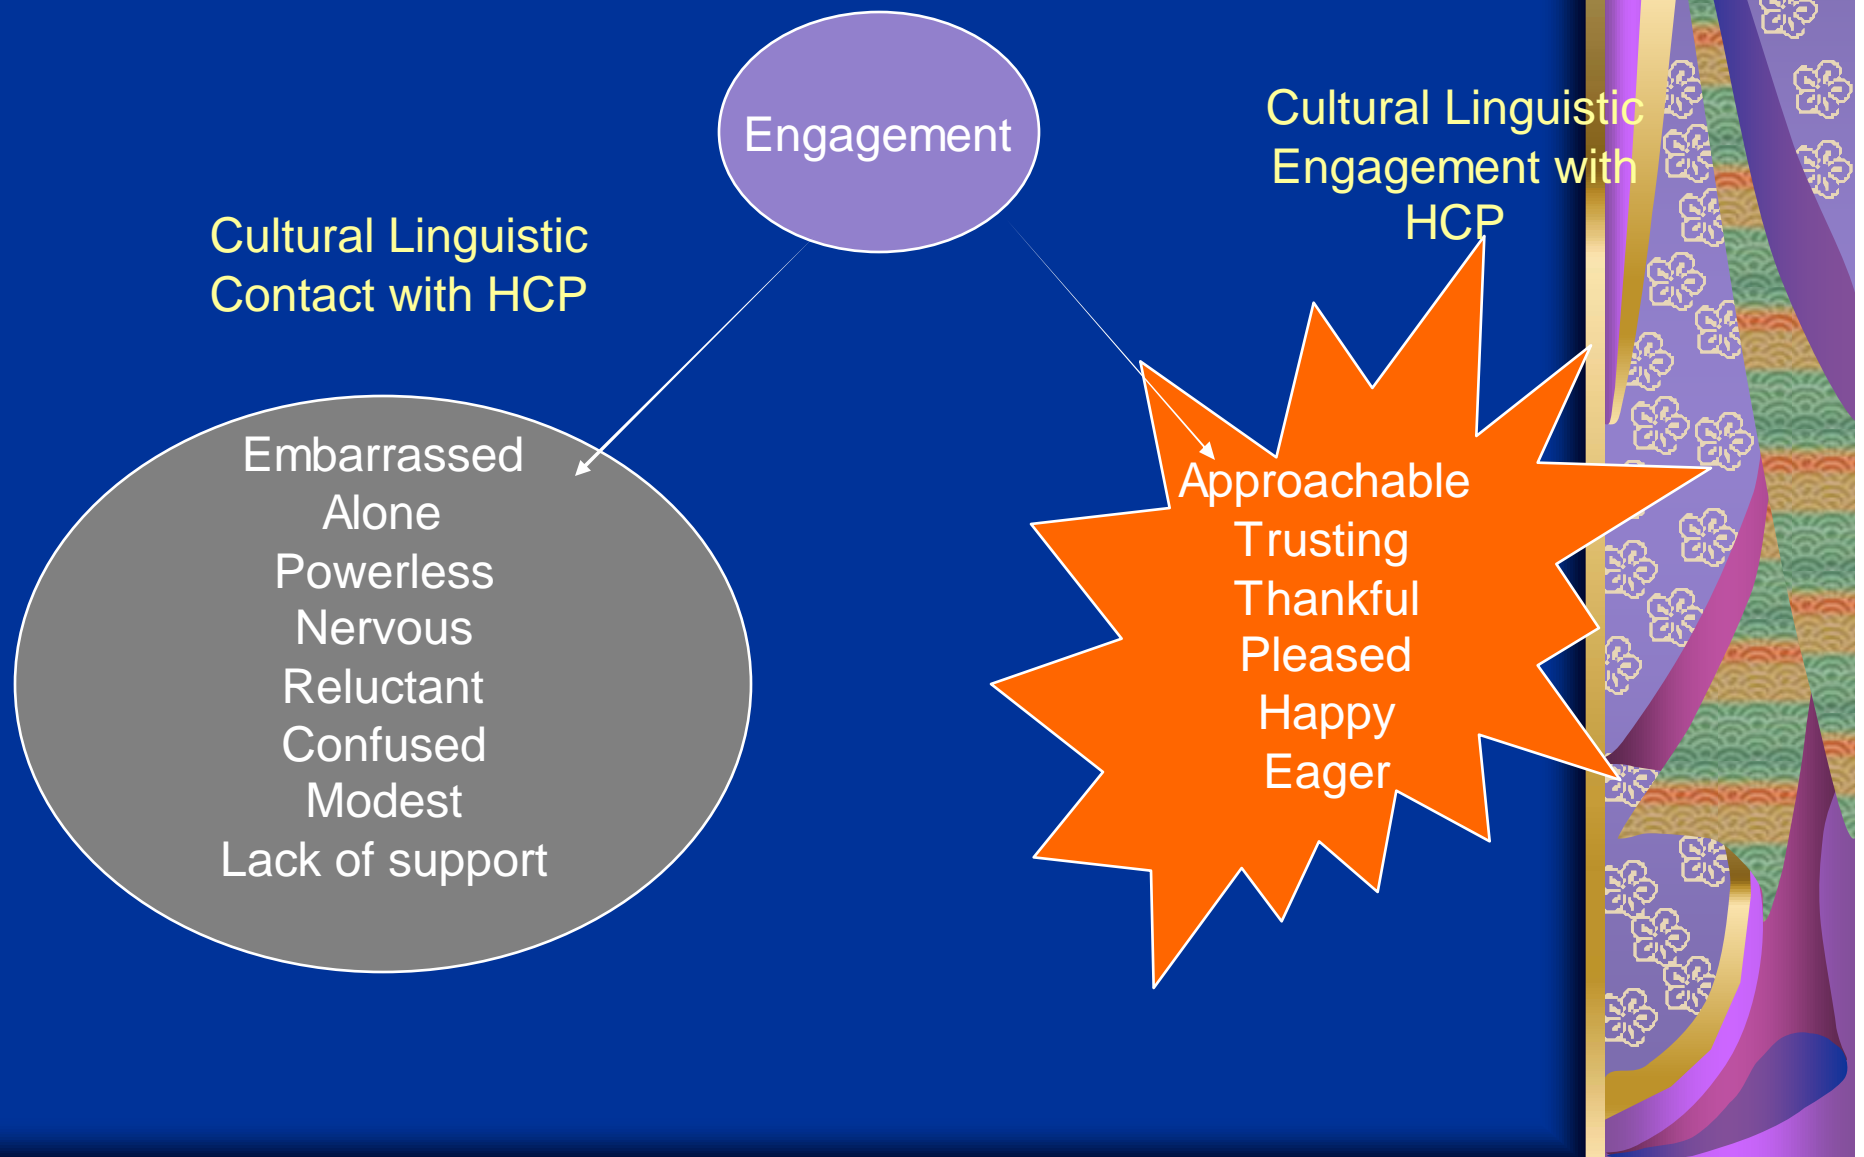 Engagement
Cultural Linguistic
Engagement with
HCP
Cultural Linguistic
Contact with HCP
Embarrassed
Alone
Powerless
Nervous
Reluctant
Confused
Modest
Lack of support
Approachable
Trusting
Thankful
Pleased
Happy
Eager